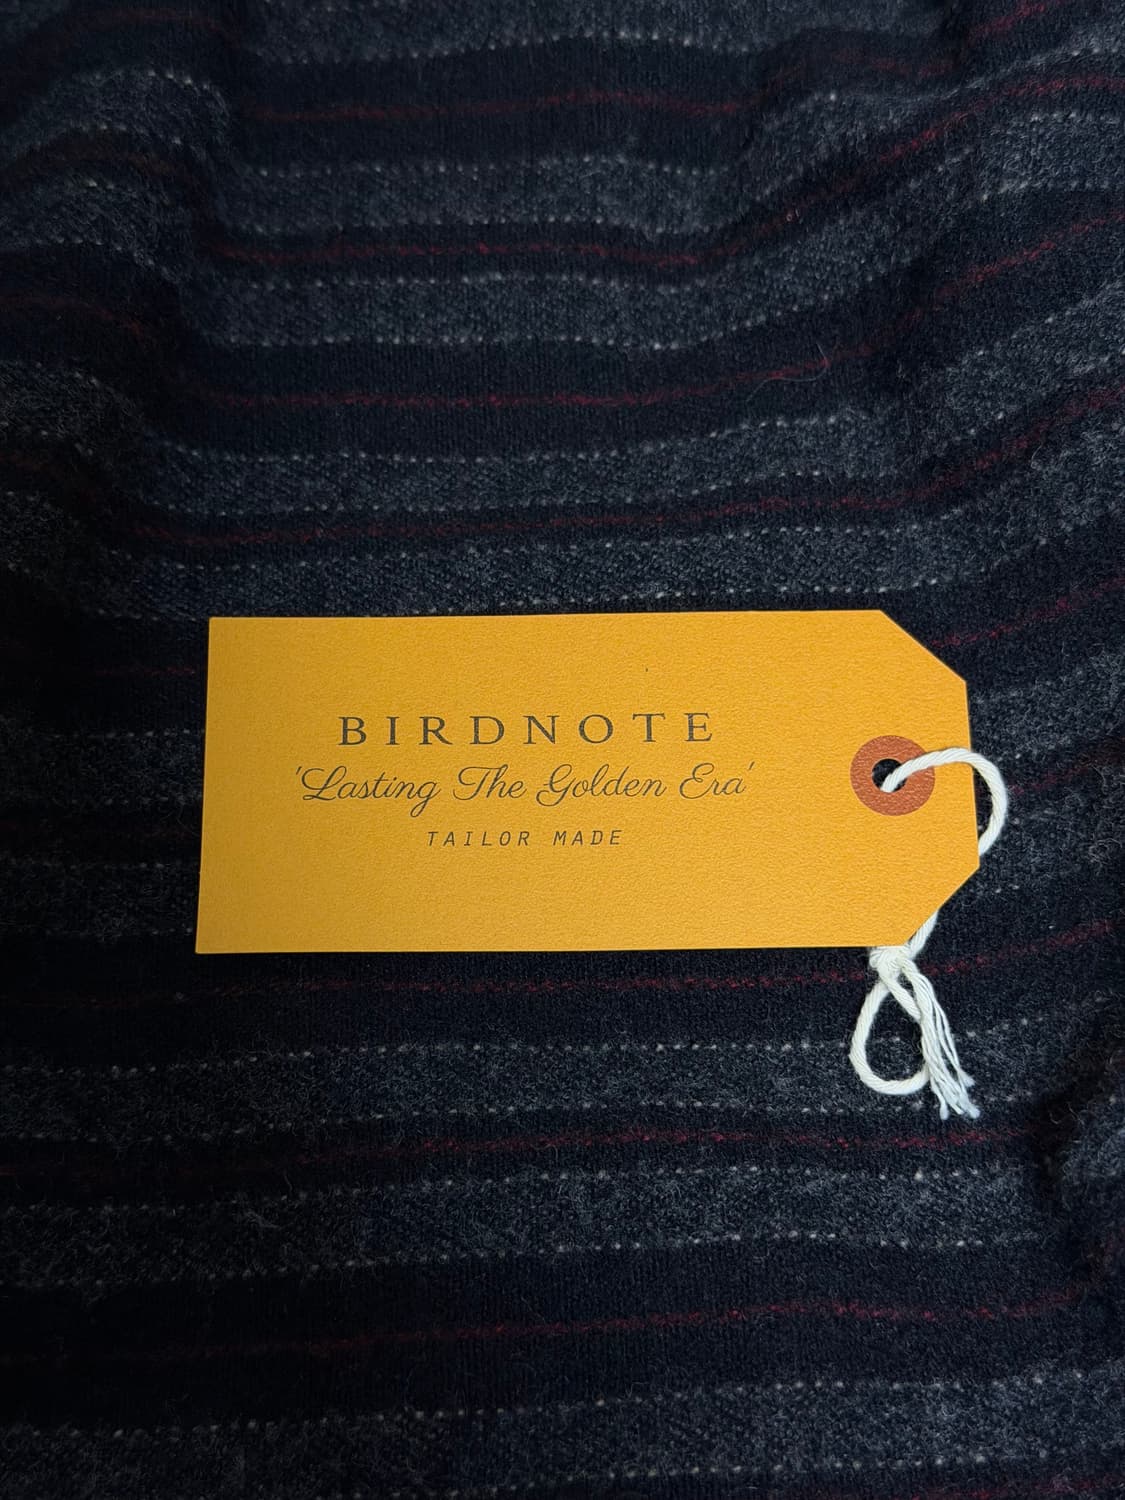 BIRDNOTE
'Lasting The Golden Era'
TAILOR MADE